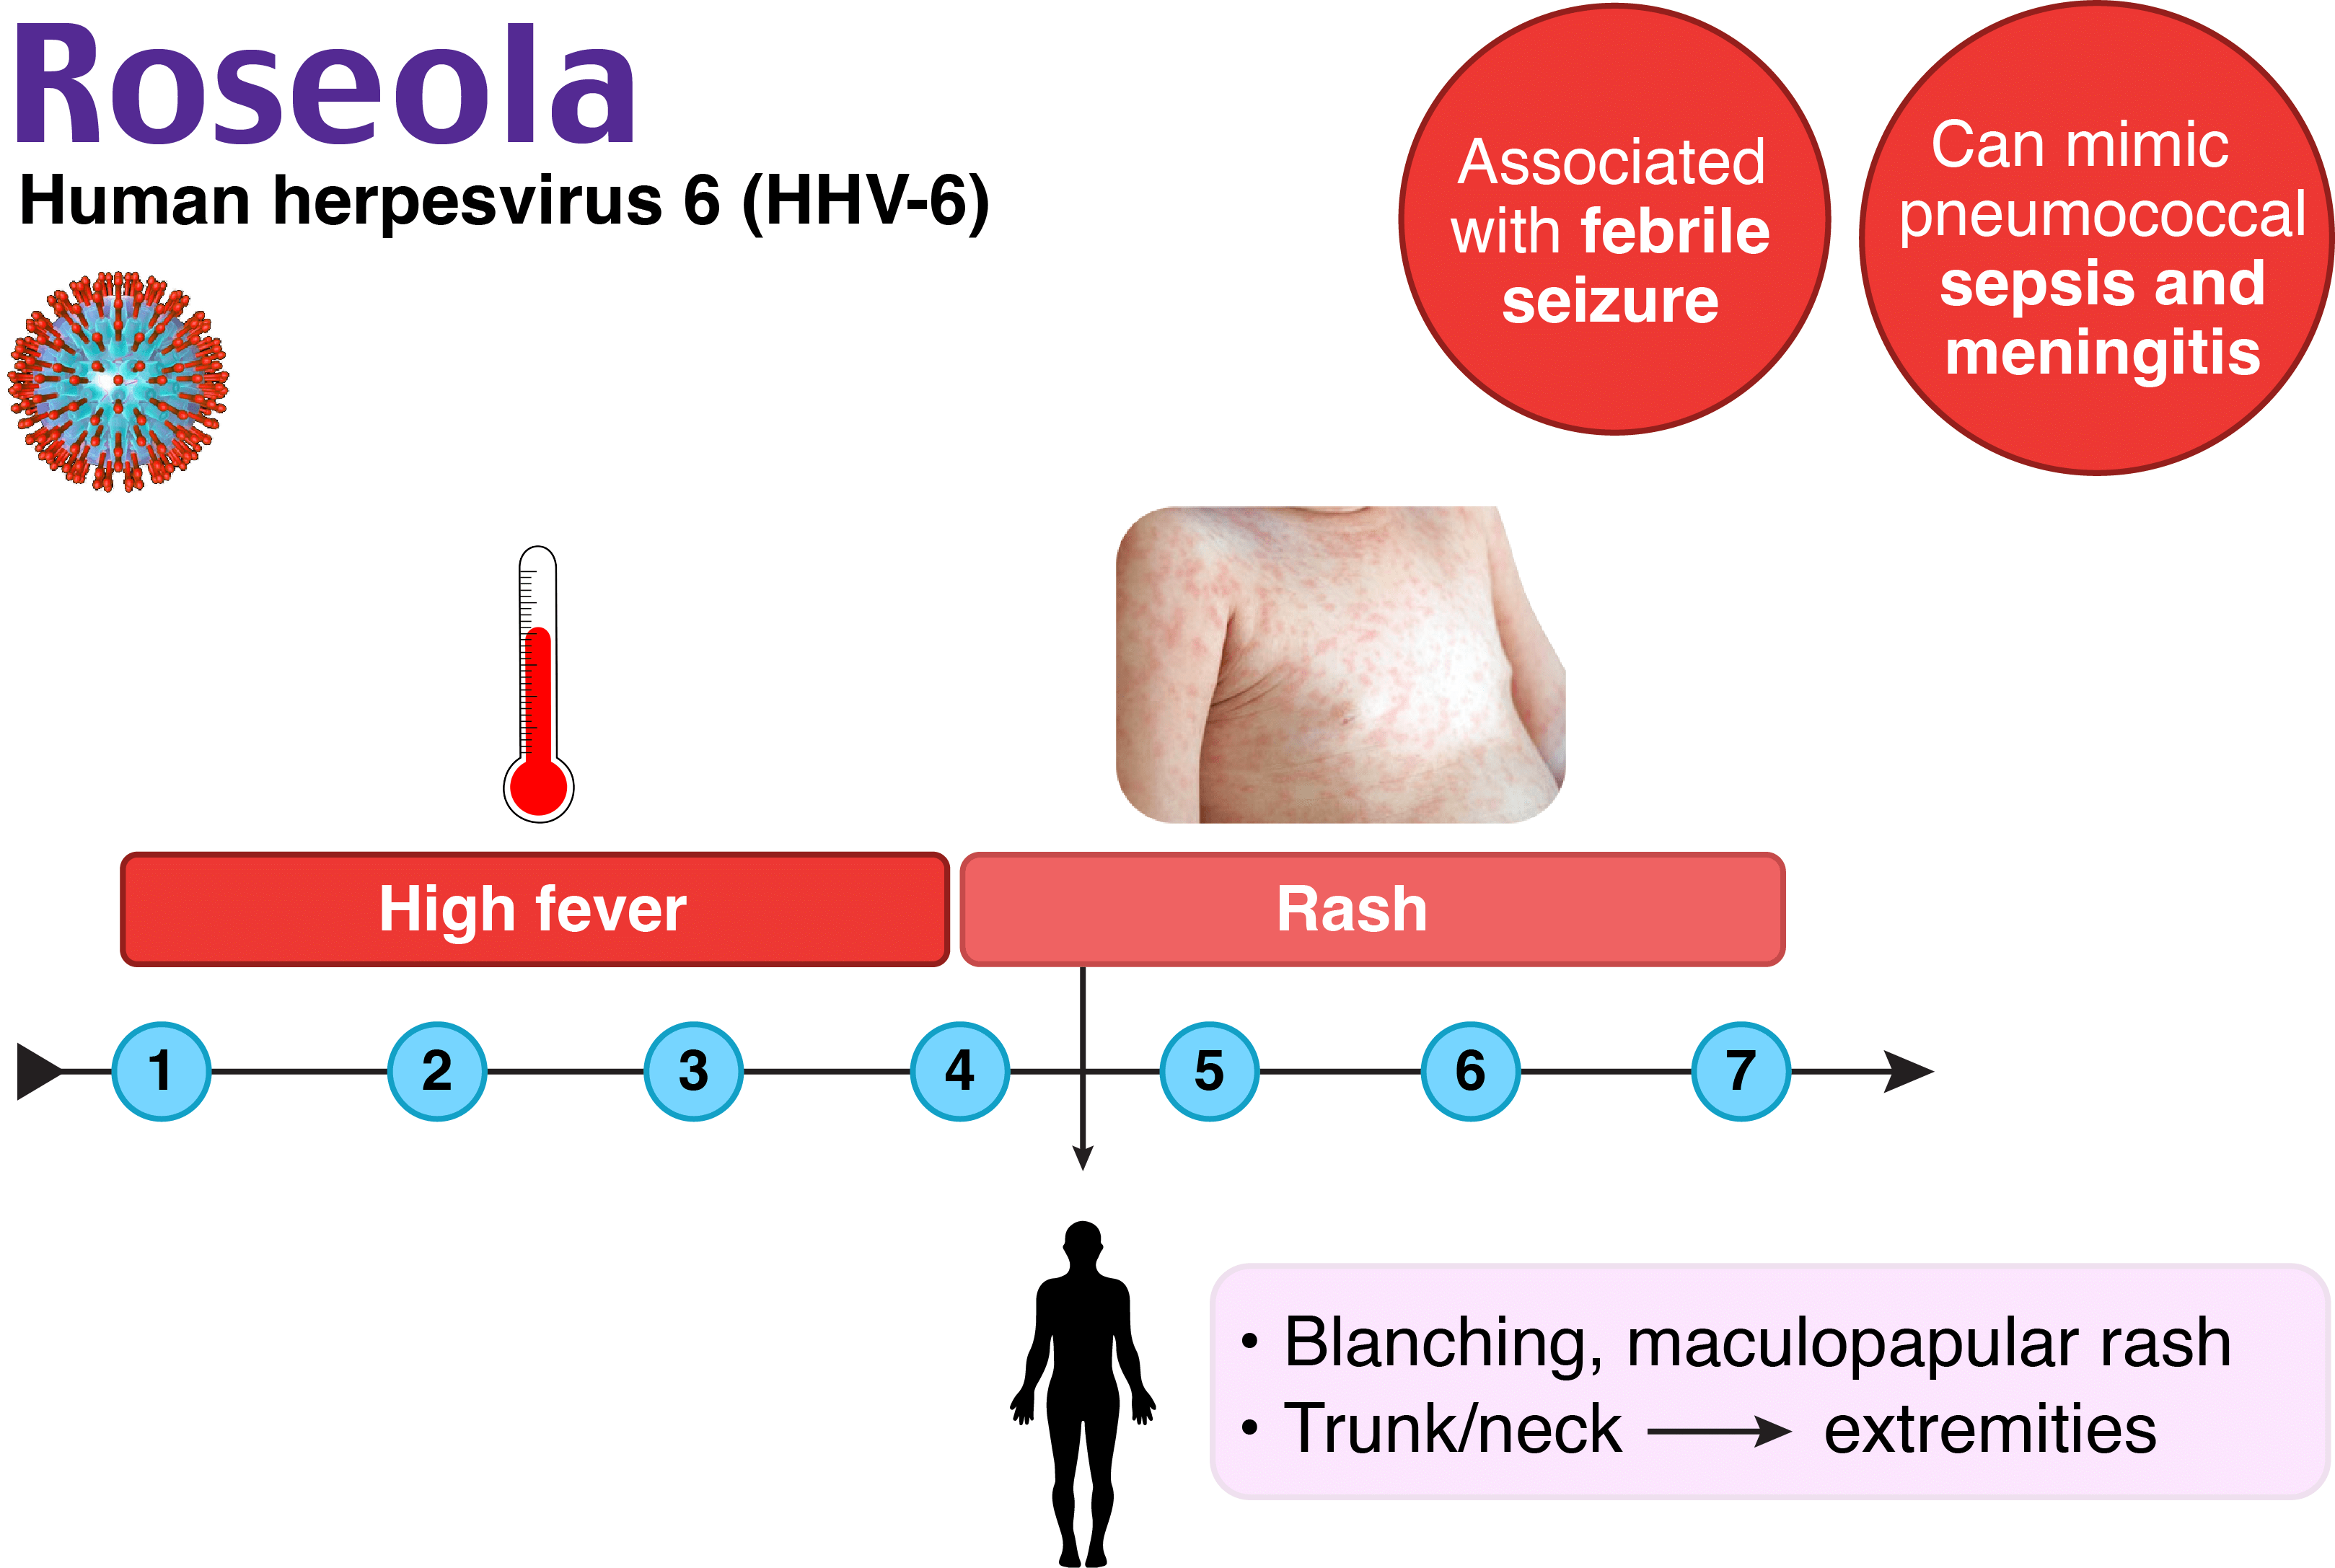 Roseola
Human herpesvirus 6 (HHV-6)
Associated
with febrile
seizure
Can mimic
pneumococcal
sepsis and
meningitis
High fever
Rash
1 2 3 4 5 6 7
• Blanching, maculopapular rash
• Trunk/neck → extremities